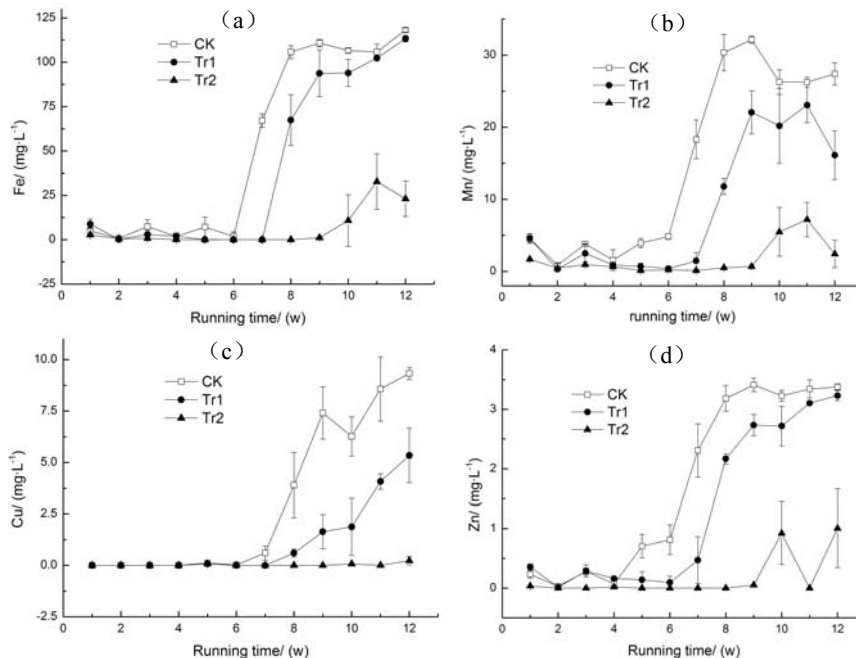 (a)
CK
Tr1
Tr2
Fe/ (mg·L⁻¹)
125
100
75
50
25
0
-25
0 2 4 6 8 10 12
Running time/ (w)
(b)
CK
Tr1
Tr2
Mn/ (mg·L⁻¹)
30
20
10
0
0 2 4 6 8 10 12
running time/ (w)
(c)
CK
Tr1
Tr2
Cu/ (mg·L⁻¹)
10.0
7.5
5.0
2.5
0.0
-2.5
0 2 4 6 8 10 12
Running time/ (w)
(d)
CK
Tr1
Tr2
Zn/ (mg·L⁻¹)
4
3
2
1
0
0 2 4 6 8 10 12
Running time/ (w)